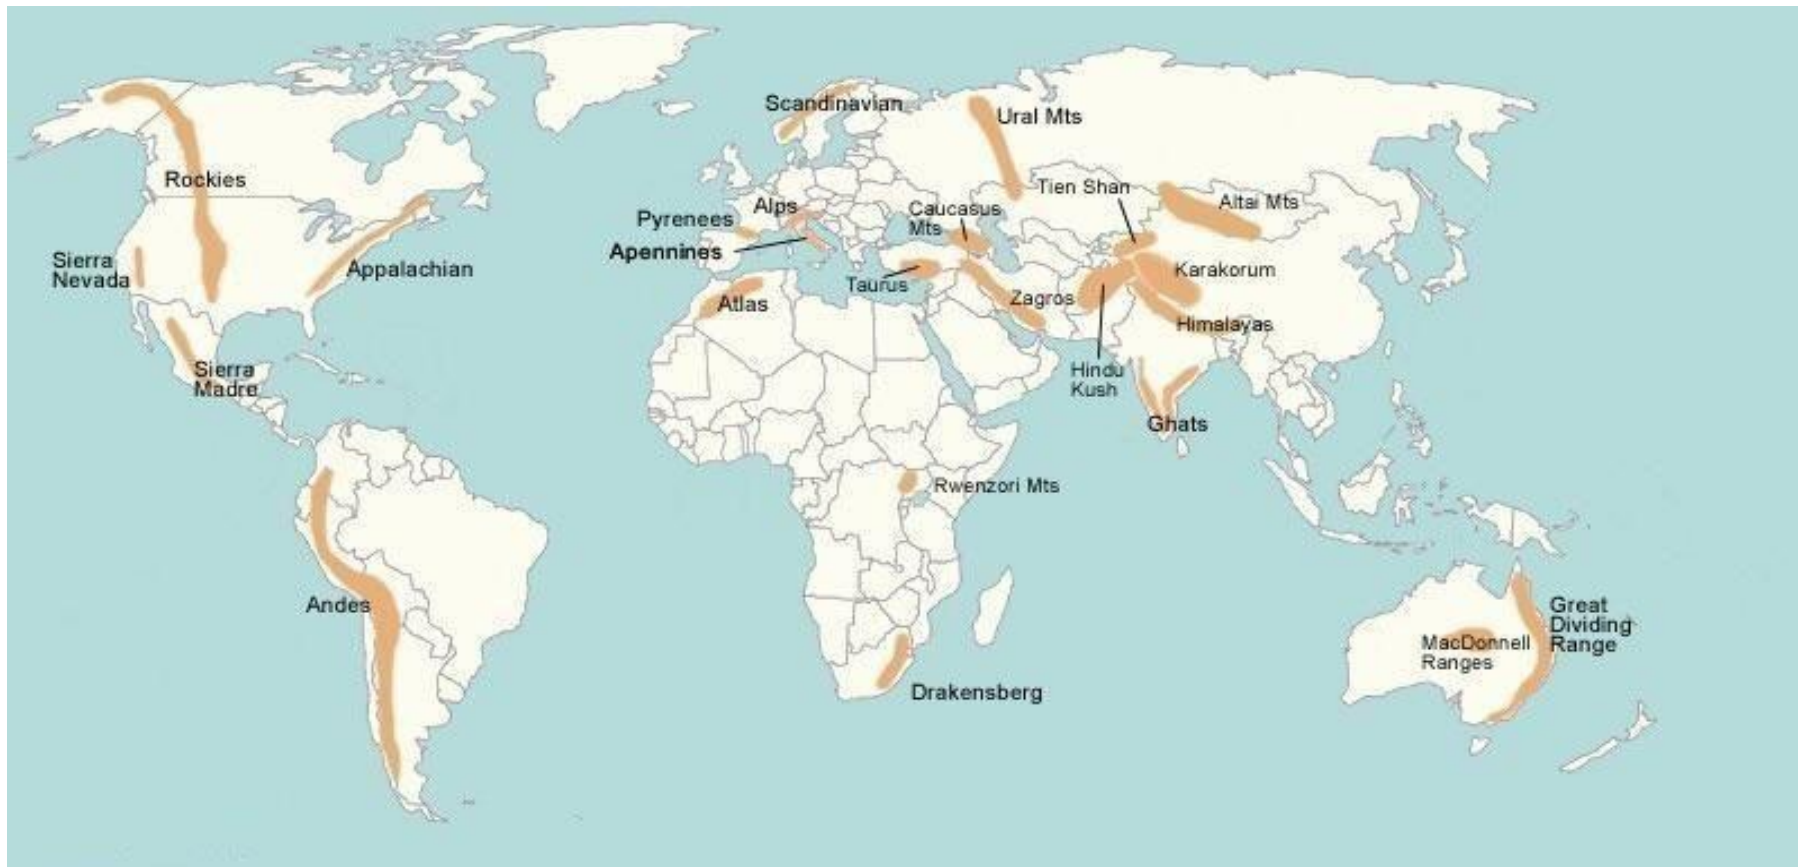 Scandinavian
Ural Mts
Rockies
Tien Shan
Altai Mts
Alps
Caucasus
Mts
Pyrenees
Apennines
Sierra
Nevada
Appalachian
Karakorum
Taurus
Zagros
Atlas
Himalayas
Sierra
Madre
Hindu
Kush
Ghats
Rwenzori Mts
Andes
Great
Dividing
Range
MacDonnell
Ranges
Drakensberg